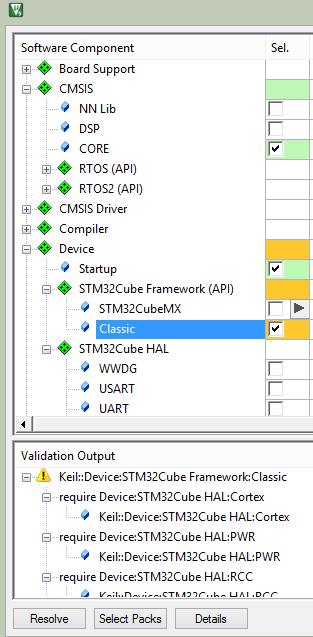 Software Component Sel.
Board Support
CMSIS
NN Lib
DSP
CORE
RTOS (API)
RTOS2 (API)
CMSIS Driver
Compiler
Device
Startup
STM32Cube Framework (API)
STM32CubeMX
Classic
STM32Cube HAL
WWDG
USART
UART
Validation Output
Keil::Device:STM32Cube Framework:Classic
require Device:STM32Cube HAL:Cortex
Keil::Device:STM32Cube HAL:Cortex
require Device:STM32Cube HAL:PWR
Keil::Device:STM32Cube HAL:PWR
require Device:STM32Cube HAL:RCC
Keil::Device:STM32Cube HAL:RCC
Resolve Select Packs Details